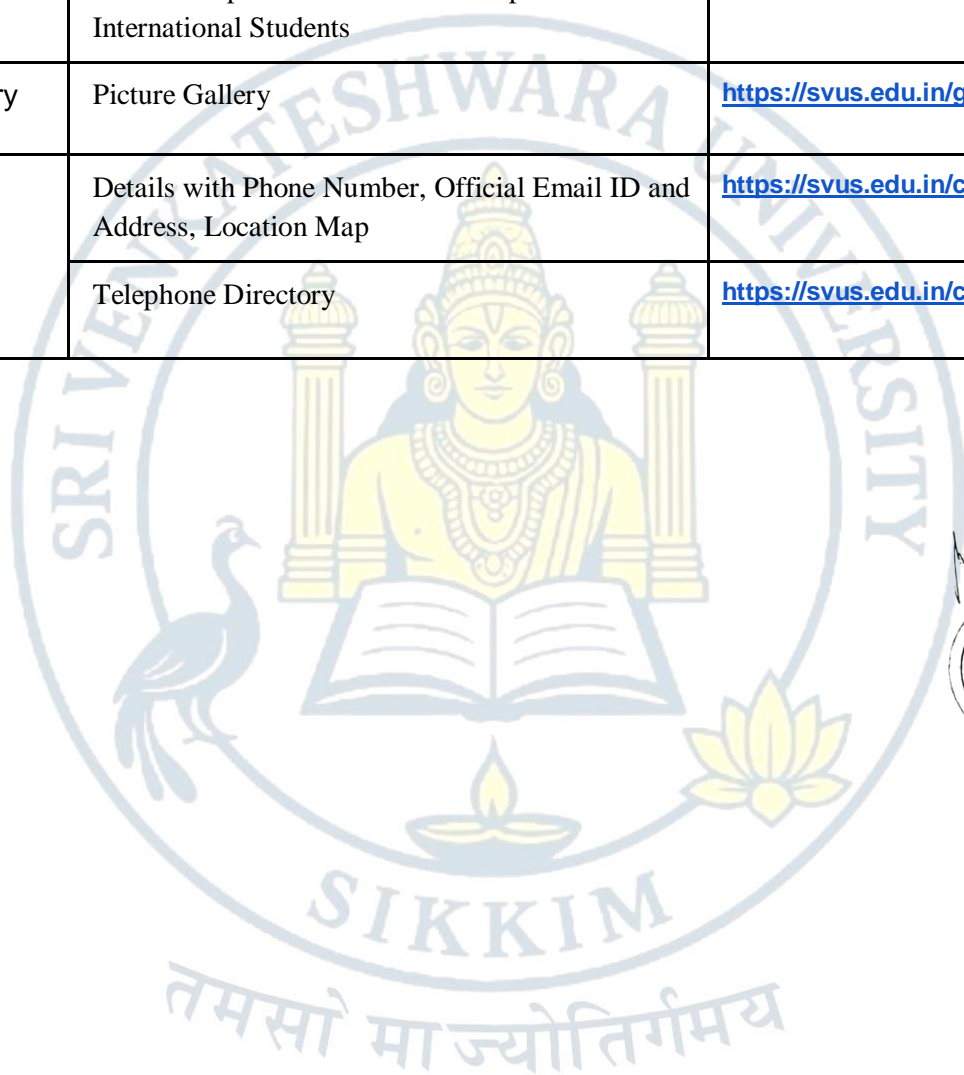 International Students
Picture Gallery
https://svus.edu.in/g
Details with Phone Number, Official Email ID and
Address, Location Map
https://svus.edu.in/c
Telephone Directory
https://svus.edu.in/c
SRI VENKATESHWARA UNIVERSITY
SIKKIM
तमसो मा ज्योतिर्गमय